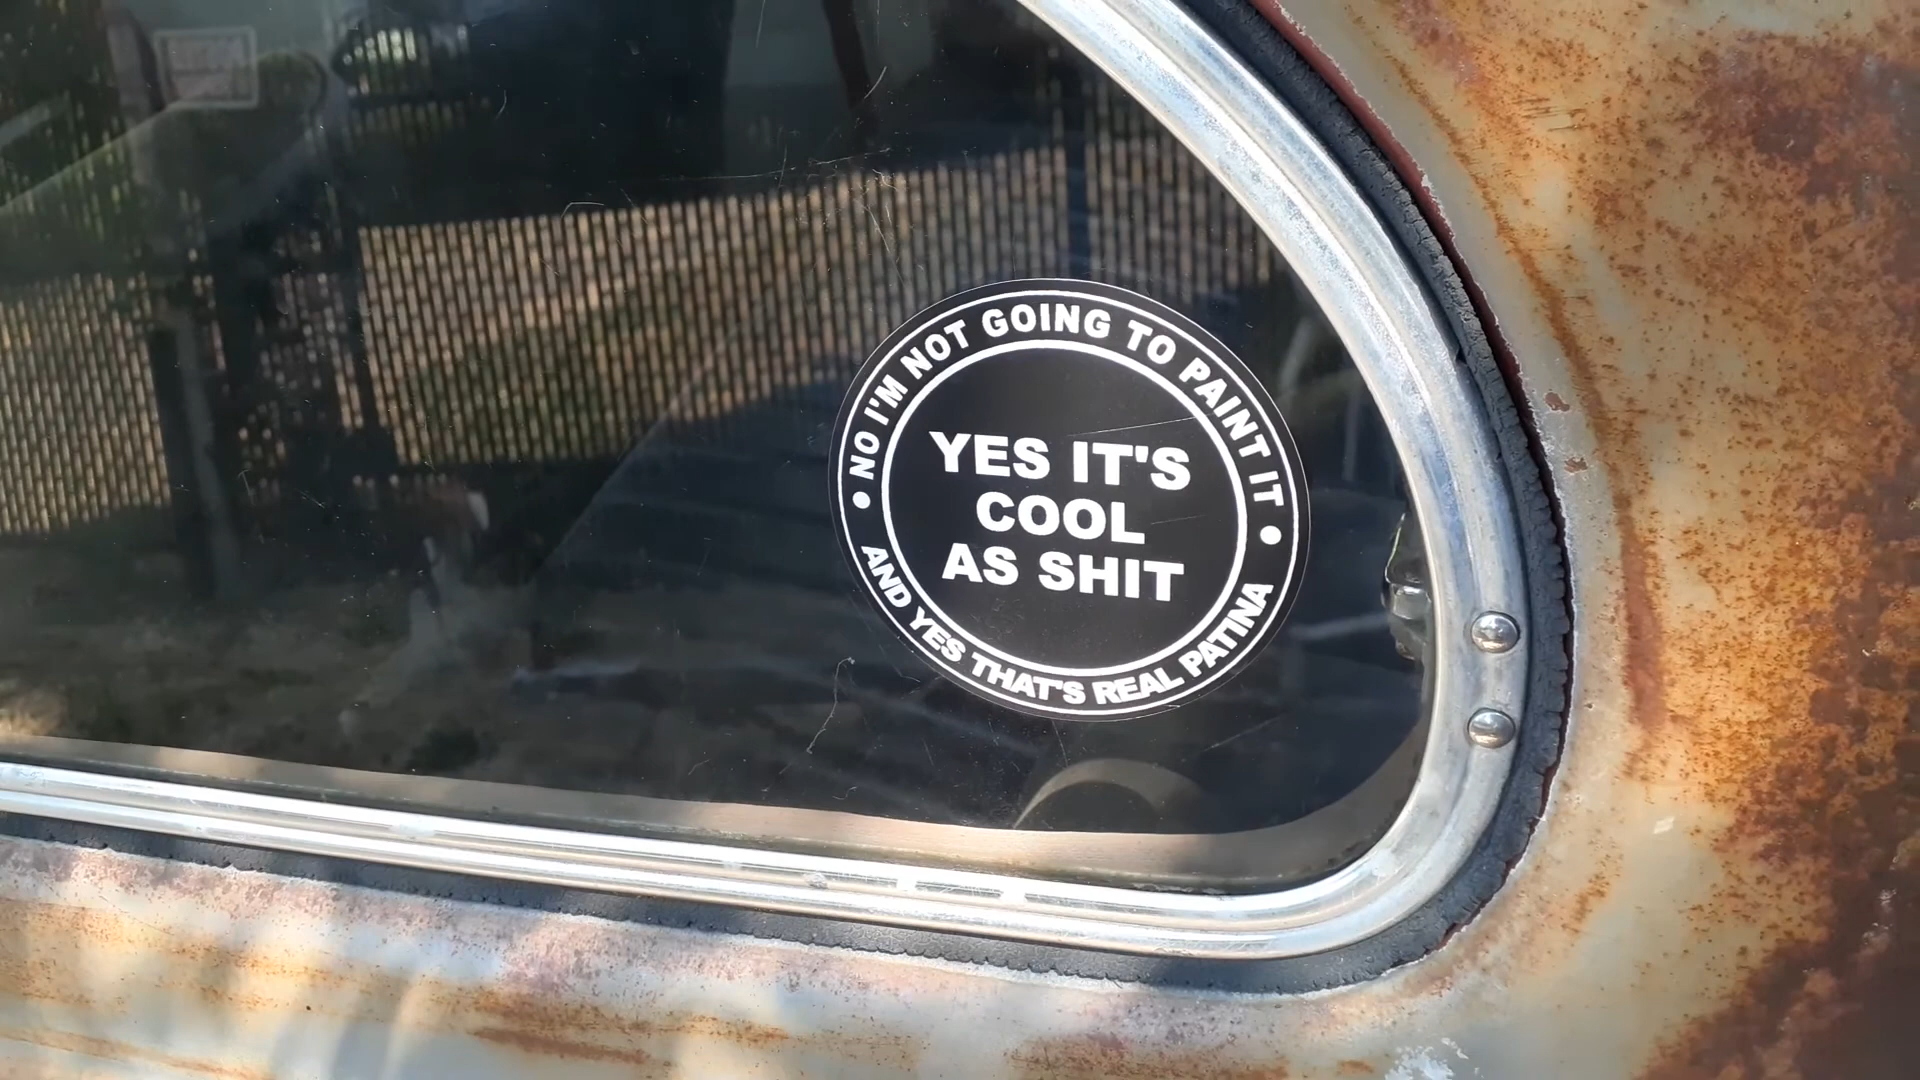 NO I'M NOT GOING TO PAINT IT
YES IT'S
COOL
AS SHIT
AND YES THAT'S REAL PATINA